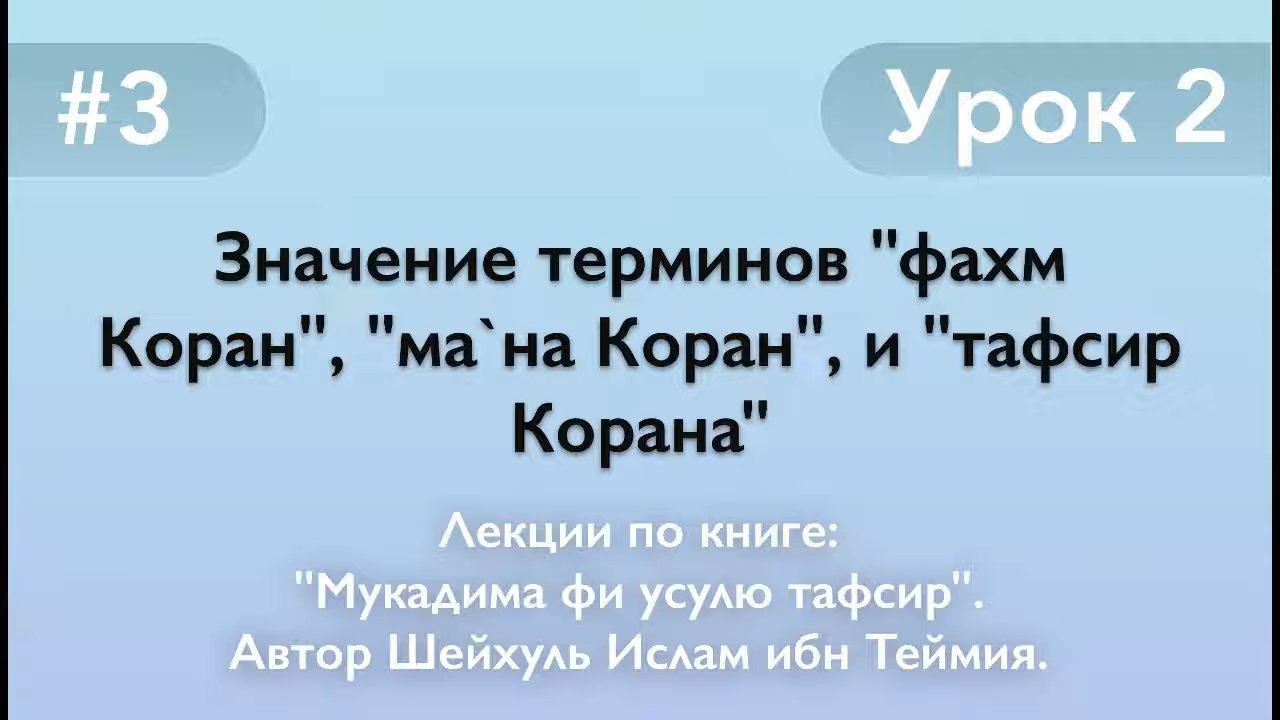 #3
Урок 2
Значение терминов "фахм
Коран", "ма`на Коран", и "тафсир
Корана"
Лекции по книге:
"Мукадима фи усулю тафсир".
Автор Шейхуль Ислам ибн Теймия.